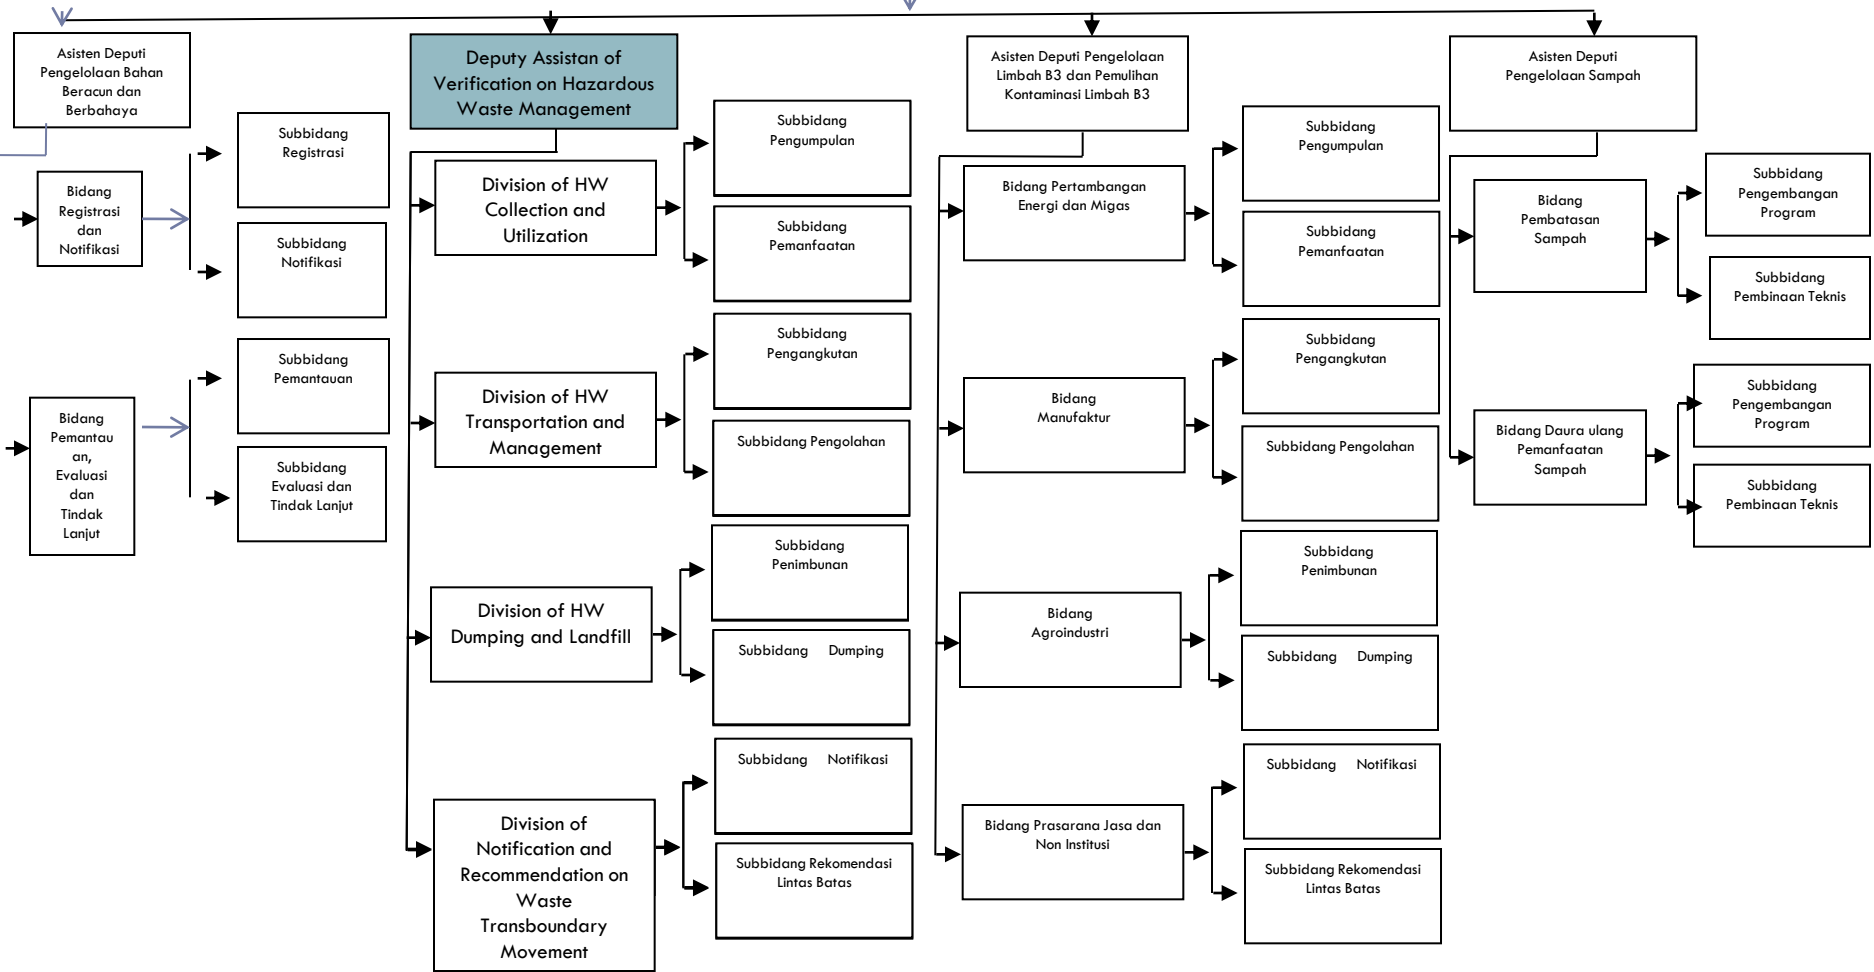 Asisten Deputi
Pengelolaan Bahan
Beracun dan
Berbahaya
Bidang
Registrasi
dan
Notifikasi
Subbidang
Registrasi
Subbidang
Notifikasi
Bidang
Pemantau
an,
Evaluasi
dan
Tindak
Lanjut
Subbidang
Pemantauan
Subbidang
Evaluasi dan
Tindak Lanjut
Deputy Assistan of
Verification on Hazardous
Waste Management
Division of HW
Collection and
Utilization
Subbidang
Pengumpulan
Subbidang
Pemanfaatan
Division of HW
Transportation and
Management
Subbidang
Pengangkutan
Subbidang Pengolahan
Division of HW
Dumping and Landfill
Subbidang
Penimbunan
Subbidang Dumping
Division of
Notification and
Recommendation on
Waste
Transboundary
Movement
Subbidang Notifikasi
Subbidang Rekomendasi
Lintas Batas
Asisten Deputi Pengelolaan
Limbah B3 dan Pemulihan
Kontaminasi Limbah B3
Bidang Pertambangan
Energi dan Migas
Subbidang
Pengumpulan
Subbidang
Pemanfaatan
Bidang
Manufaktur
Subbidang
Pengangkutan
Subbidang Pengolahan
Bidang
Agroindustri
Subbidang
Penimbunan
Subbidang Dumping
Bidang Prasarana Jasa dan
Non Institusi
Subbidang Notifikasi
Subbidang Rekomendasi
Lintas Batas
Asisten Deputi
Pengelolaan Sampah
Bidang
Pembatasan
Sampah
Subbidang
Pengembangan
Program
Subbidang
Pembinaan Teknis
Bidang Daura ulang
Pemanfaatan
Sampah
Subbidang
Pengembangan
Program
Subbidang
Pembinaan Teknis